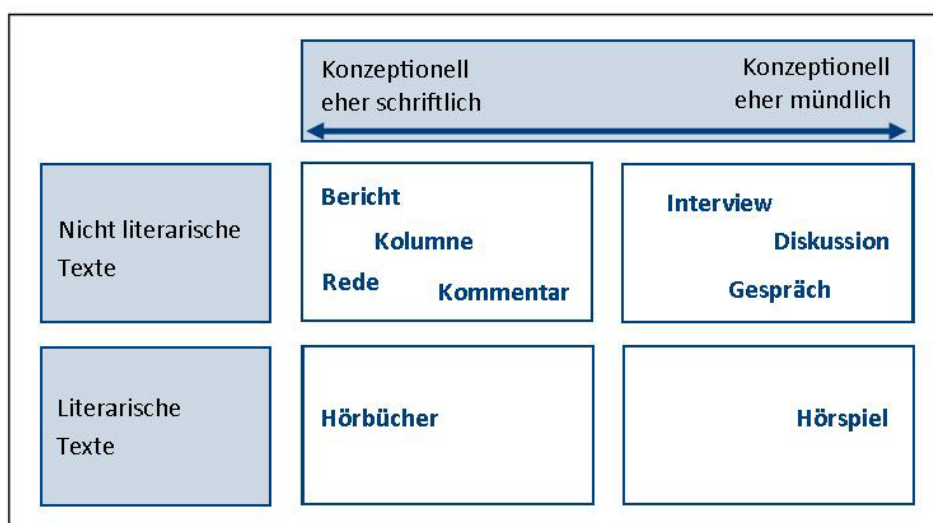 Konzeptionell
eher schriftlich
Konzeptionell
eher mündlich
Nicht literarische
Texte
Bericht
Kolumne
Rede
Kommentar
Interview
Diskussion
Gespräch
Literarische
Texte
Hörbücher
Hörspiel